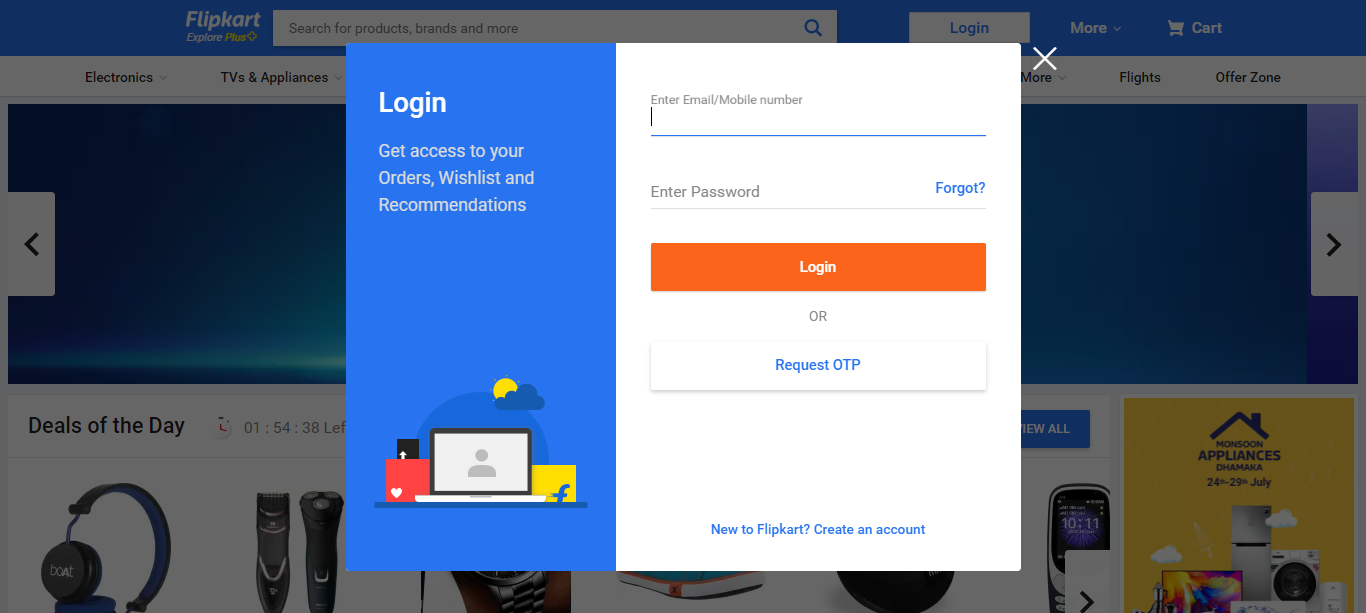 Flipkart
Explore Plus
Search for products, brands and more
Login
More
Cart
Electronics
TVs & Appliances
More
Flights
Offer Zone
Login
Get access to your
Orders, Wishlist and
Recommendations
Enter Email/Mobile number
Enter Password
Forgot?
Login
OR
Request OTP
New to Flipkart? Create an account
Deals of the Day
01 : 54 : 38 Lef
VIEW ALL
MONSOON
APPLIANCES
DHAMAKA
24th-29th July
boAt
10:11